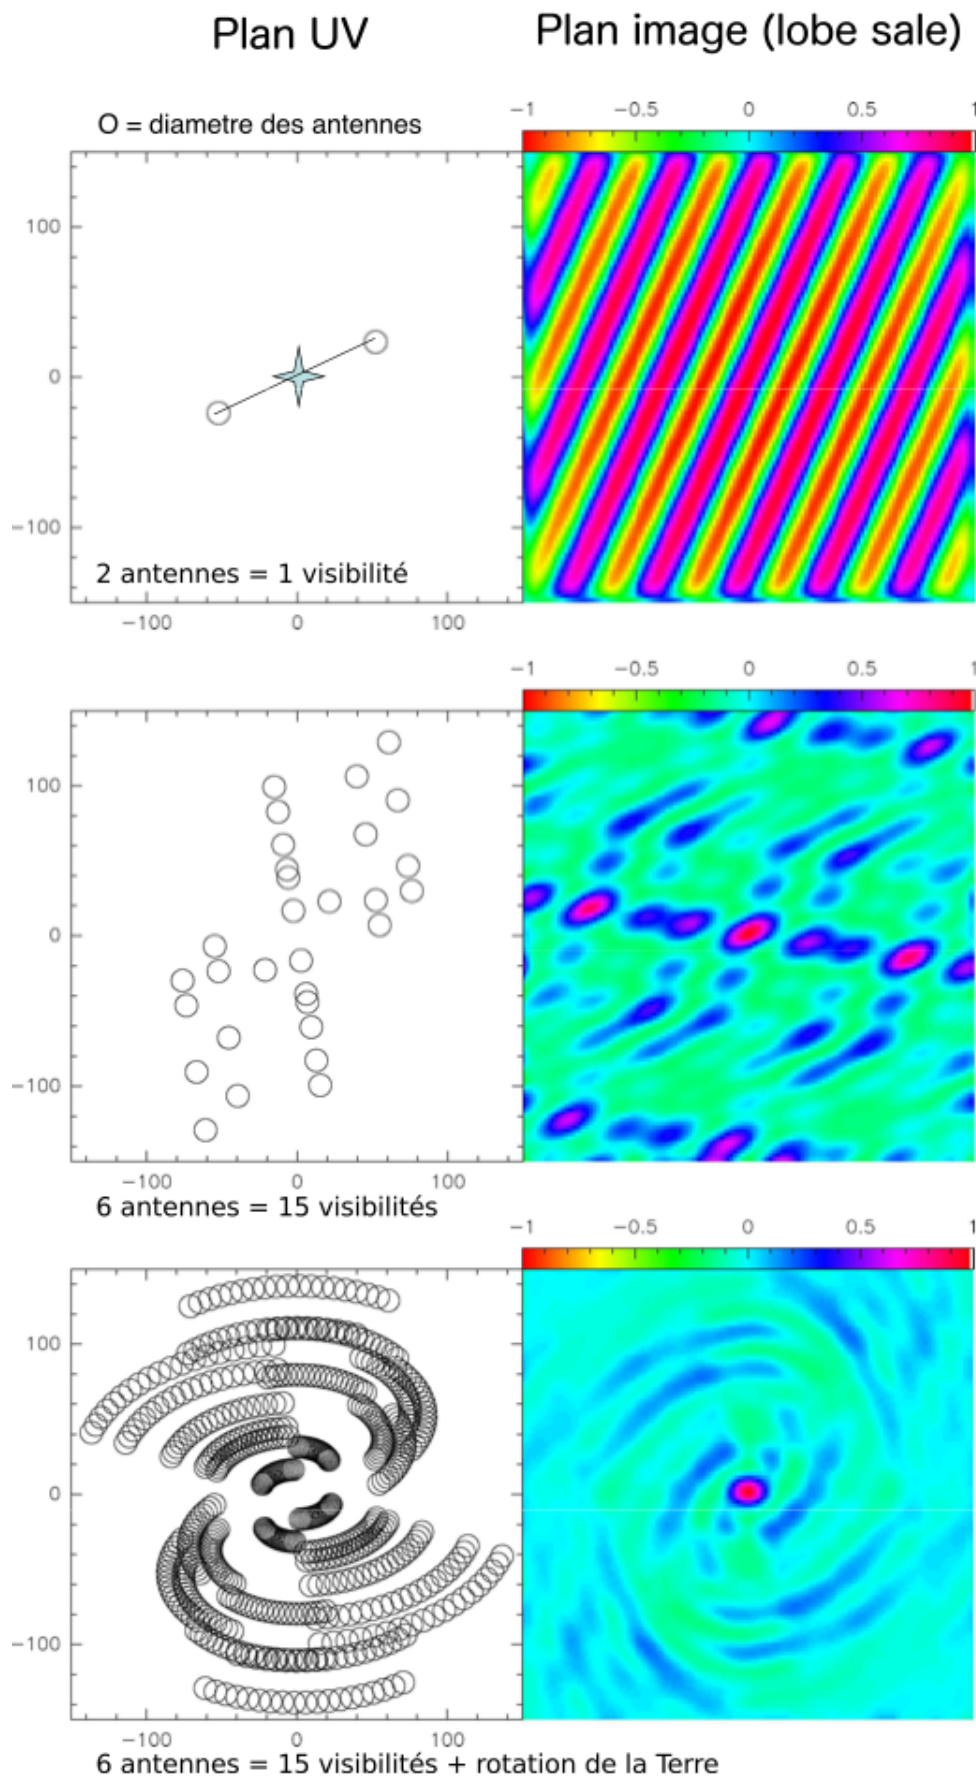 Plan UV
Plan image (lobe sale)
O = diametre des antennes
−1 −0.5 0 0.5 1
100
0
−100
2 antennes = 1 visibilité
−100 0 100
−1 −0.5 0 0.5 1
100
0
−100
−100 0 100
6 antennes = 15 visibilités
−1 −0.5 0 0.5 1
100
0
−100
−100 0 100
6 antennes = 15 visibilités + rotation de la Terre